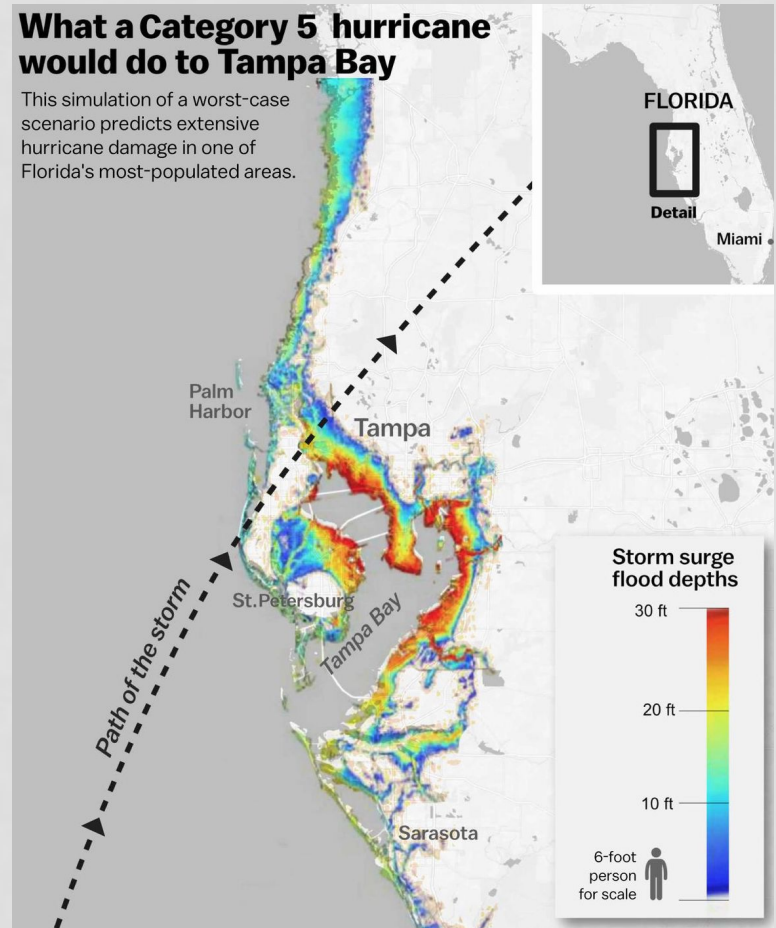 What a Category 5 hurricane
would do to Tampa Bay
This simulation of a worst-case
scenario predicts extensive
hurricane damage in one of
Florida's most-populated areas.
FLORIDA
Detail
Miami
Palm
Harbor
Tampa
St.Petersburg
Tampa Bay
Path of the storm
Sarasota
Storm surge
flood depths
30 ft
20 ft
10 ft
6-foot
person
for scale